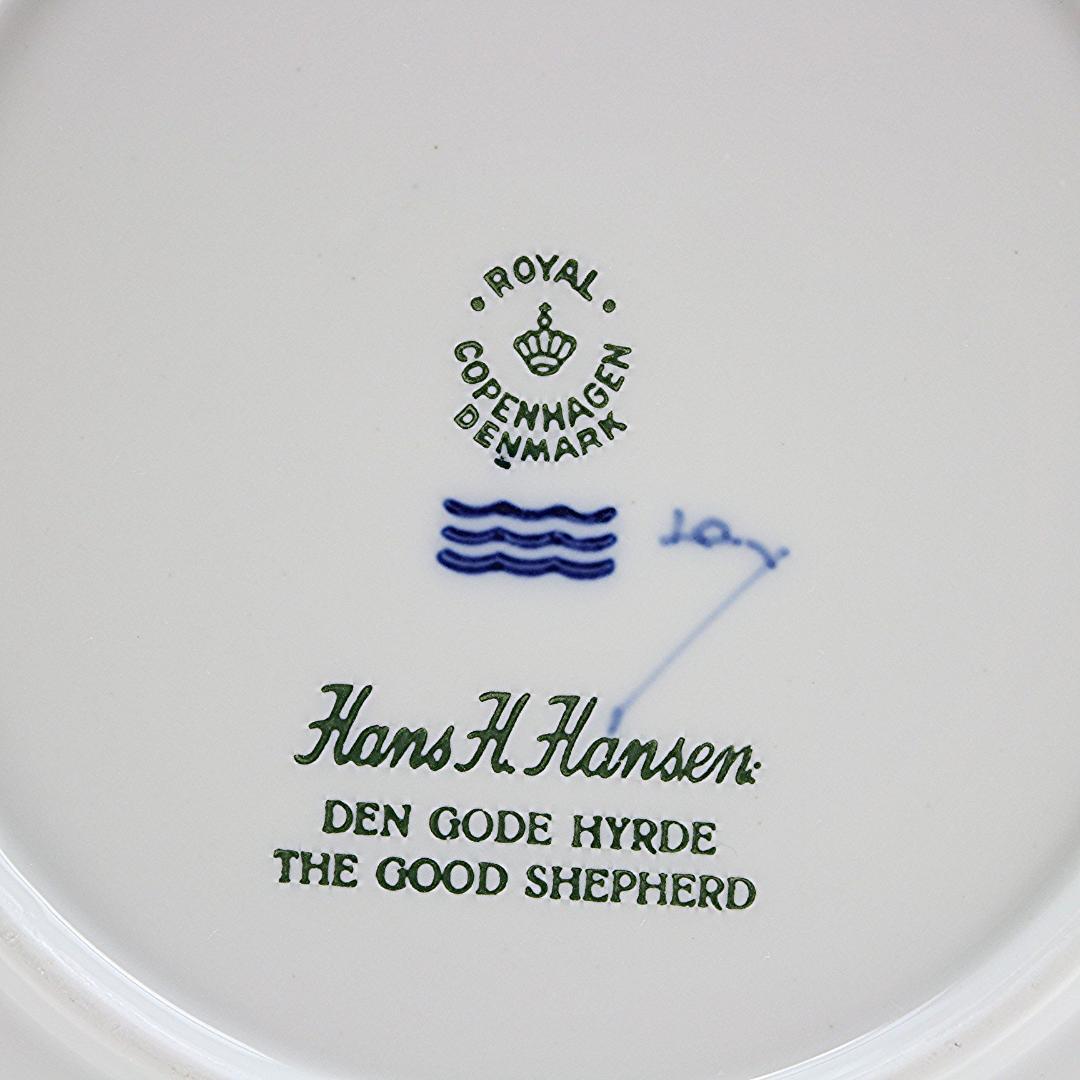 ROYAL
COPENHAGEN
DENMARK
Hans H. Hansen.
DEN GODE HYRDE
THE GOOD SHEPHERD